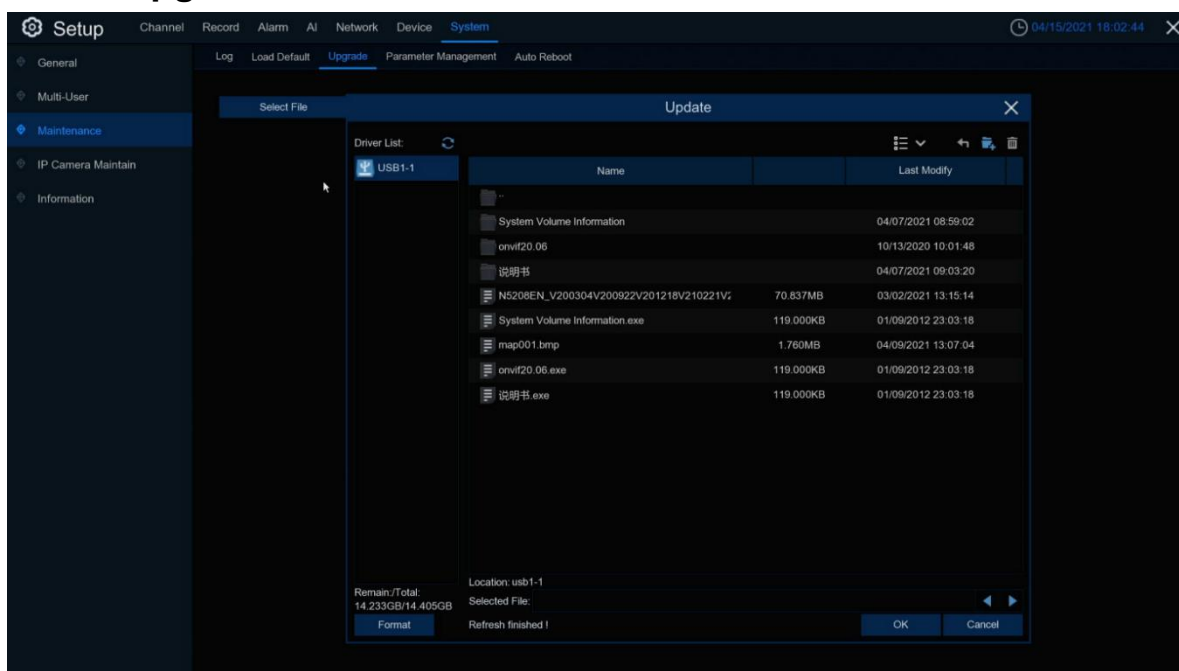 Setup Channel Record Alarm AI Network Device System 04/15/2021 18:02:44
General
Multi-User
Maintenance
IP Camera Maintain
Information
Log Load Default Upgrade Parameter Management Auto Reboot
Select File
Update
Driver List:
USB1-1
Name Last Modify
..
System Volume Information 04/07/2021 08:59:02
onvif20.06 10/13/2020 10:01:48
说明书 04/07/2021 09:03:20
N5208EN_V200304V200922V201218V210221V 70.837MB 03/02/2021 13:15:14
System Volume Information.exe 119.000KB 01/09/2012 23:03:18
map001.bmp 1.760MB 04/09/2021 13:07:04
onvif20.06.exe 119.000KB 01/09/2012 23:03:18
说明书.exe 119.000KB 01/09/2012 23:03:18
Location: usb1-1
Remain:/Total:
14.233GB/14.405GB
Selected File:
Format
Refresh finished !
OK Cancel